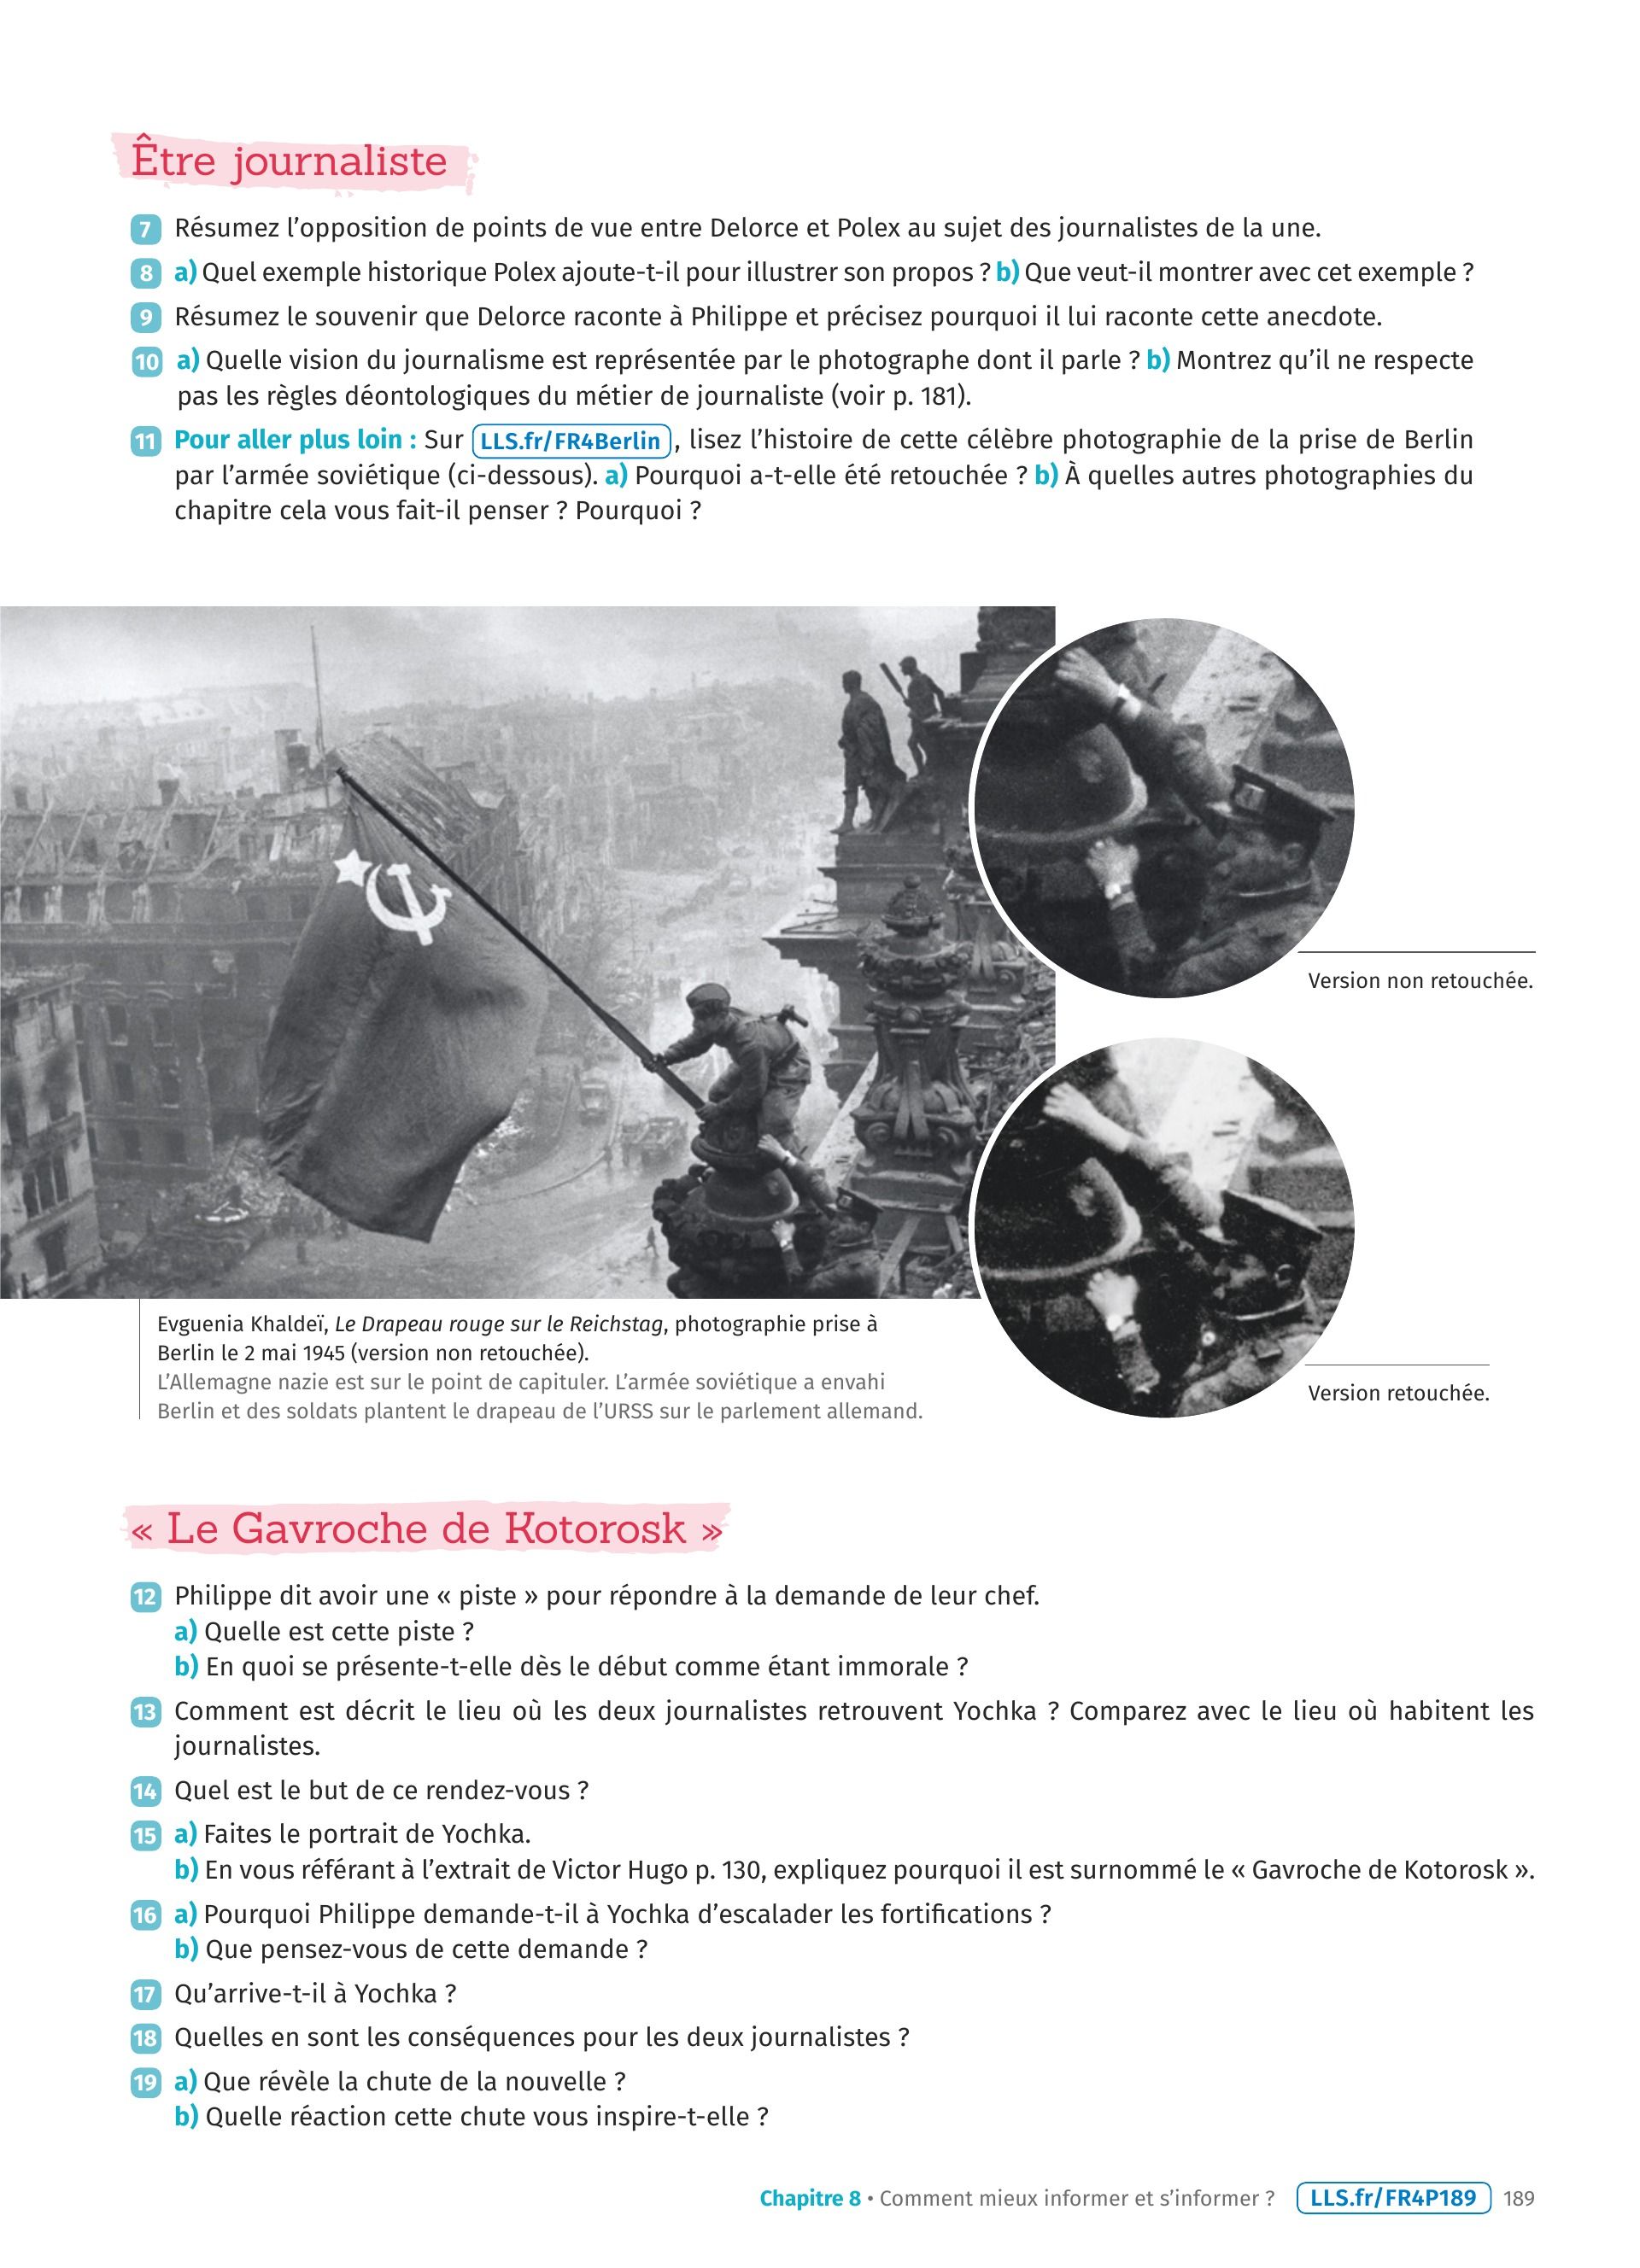 Être journaliste
7 Résumez l’opposition de points de vue entre Delorce et Polex au sujet des journalistes de la une.
8 a) Quel exemple historique Polex ajoute-t-il pour illustrer son propos ? b) Que veut-il montrer avec cet exemple ?
9 Résumez le souvenir que Delorce raconte à Philippe et précisez pourquoi il lui raconte cette anecdote.
10 a) Quelle vision du journalisme est représentée par le photographe dont il parle ? b) Montrez qu’il ne respecte
pas les règles déontologiques du métier de journaliste (voir p. 181).
11 Pour aller plus loin : Sur LLS.fr/FR4Berlin, lisez l’histoire de cette célèbre photographie de la prise de Berlin
par l’armée soviétique (ci-dessous). a) Pourquoi a-t-elle été retouchée ? b) À quelles autres photographies du
chapitre cela vous fait-il penser ? Pourquoi ?
Version non retouchée.
Version retouchée.
Evguenia Khaldeï, Le Drapeau rouge sur le Reichstag, photographie prise à
Berlin le 2 mai 1945 (version non retouchée).
L’Allemagne nazie est sur le point de capituler. L’armée soviétique a envahi
Berlin et des soldats plantent le drapeau de l’URSS sur le parlement allemand.
« Le Gavroche de Kotorosk »
12 Philippe dit avoir une « piste » pour répondre à la demande de leur chef.
a) Quelle est cette piste ?
b) En quoi se présente-t-elle dès le début comme étant immorale ?
13 Comment est décrit le lieu où les deux journalistes retrouvent Yochka ? Comparez avec le lieu où habitent les
journalistes.
14 Quel est le but de ce rendez-vous ?
15 a) Faites le portrait de Yochka.
b) En vous référant à l’extrait de Victor Hugo p. 130, expliquez pourquoi il est surnommé le « Gavroche de Kotorosk ».
16 a) Pourquoi Philippe demande-t-il à Yochka d’escalader les fortifications ?
b) Que pensez-vous de cette demande ?
17 Qu’arrive-t-il à Yochka ?
18 Quelles en sont les conséquences pour les deux journalistes ?
19 a) Que révèle la chute de la nouvelle ?
b) Quelle réaction cette chute vous inspire-t-elle ?
Chapitre 8 • Comment mieux informer et s’informer ? LLS.fr/FR4P189 189